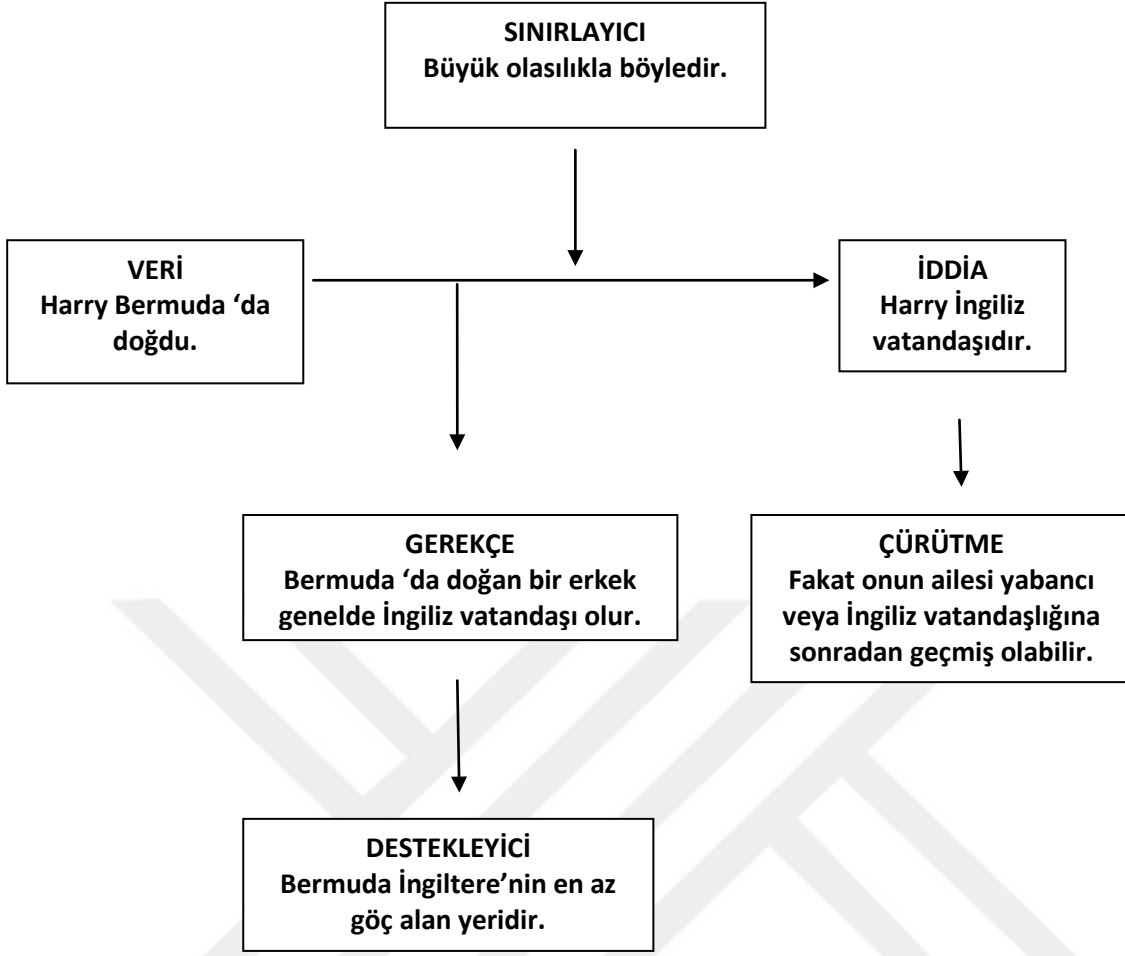 SINIRLAYICI
Büyük olasılıkla böyledir.
VERİ
Harry Bermuda ‘da
doğdu.
İDDİA
Harry İngiliz
vatandaşıdır.
GEREKÇE
Bermuda ‘da doğan bir erkek
genelde İngiliz vatandaşı olur.
ÇÜRÜTME
Fakat onun ailesi yabancı
veya İngiliz vatandaşlığına
sonradan geçmiş olabilir.
DESTEKLEYİCİ
Bermuda İngiltere’nin en az
göç alan yeridir.